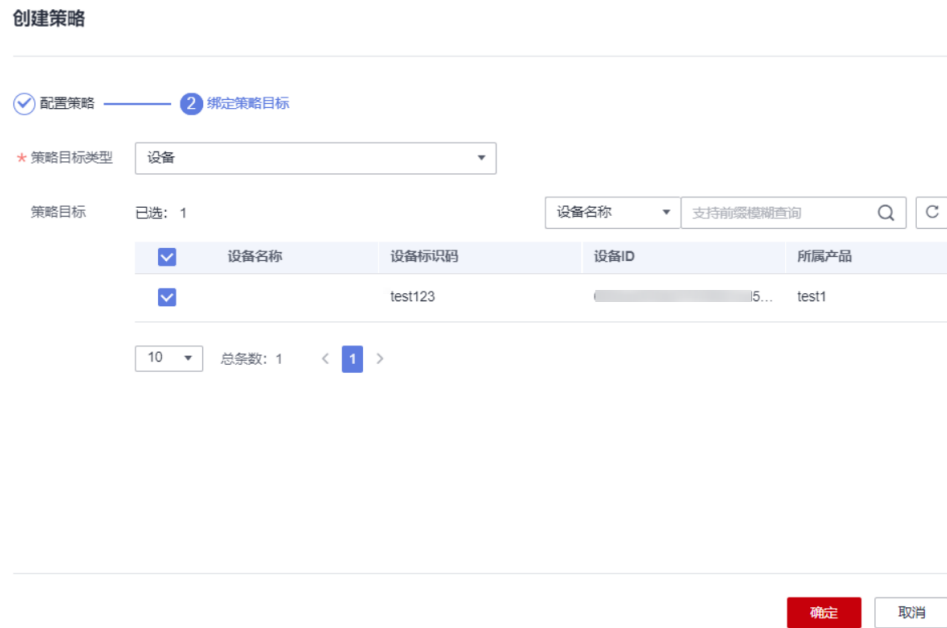 创建策略
配置策略 2 绑定策略目标
* 策略目标类型 设备
策略目标 已选: 1 设备名称 支持前缀模糊查询
设备名称 设备标识码 设备ID 所属产品
test123 5... test1
10 总条数: 1 < 1 >
确定 取消